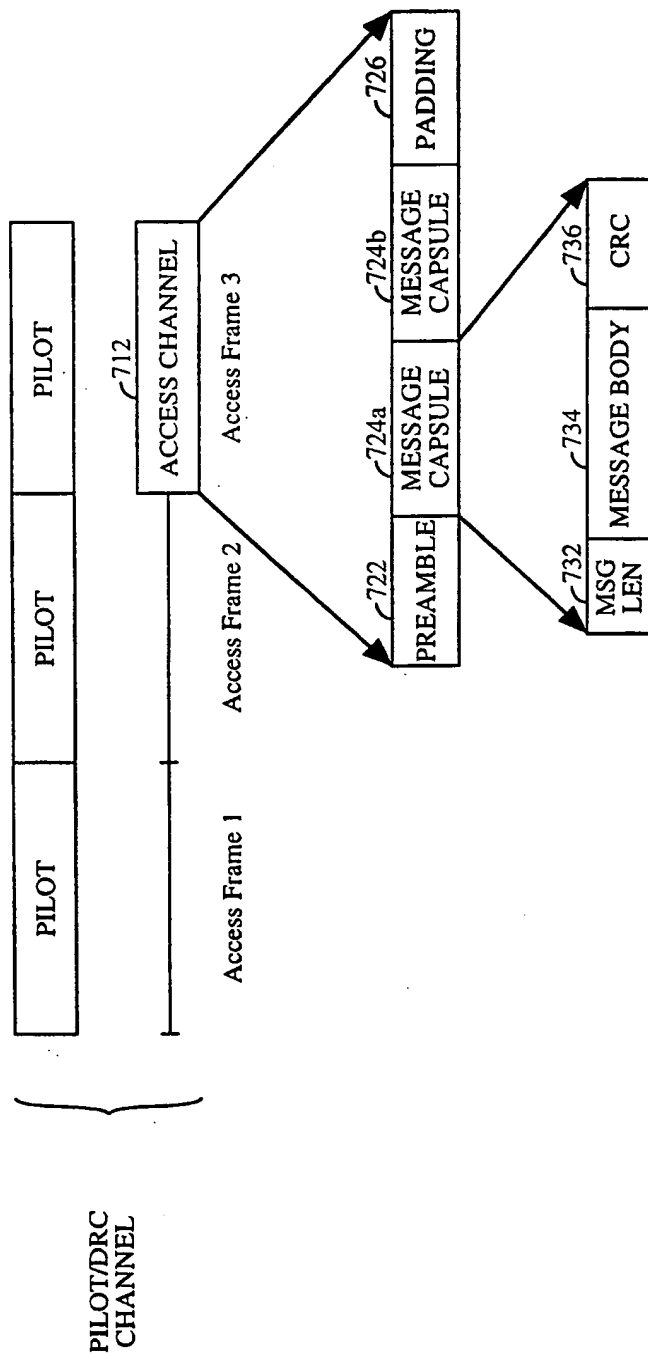 PILOT/DRC
CHANNEL
PILOT
PILOT
PILOT
712
ACCESS CHANNEL
Access Frame 1
Access Frame 2
Access Frame 3
722
724a
724b
726
PREAMBLE
MESSAGE
CAPSULE
MESSAGE
CAPSULE
PADDING
732
734
736
MSG
LEN
MESSAGE BODY
CRC